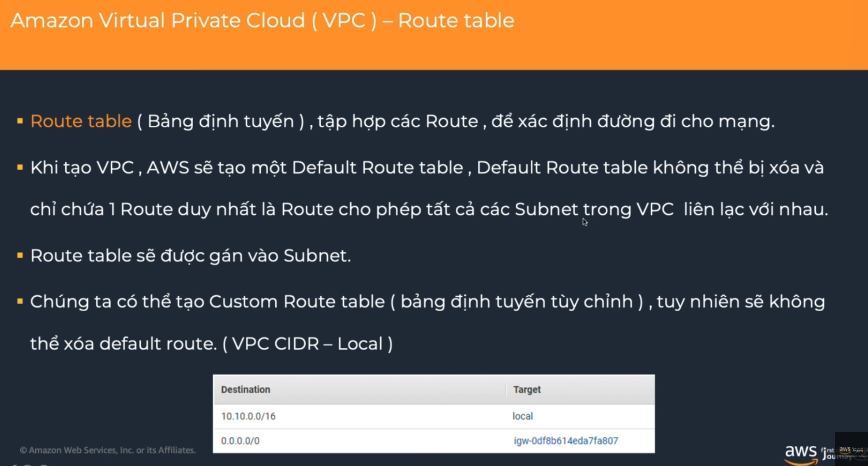 Amazon Virtual Private Cloud ( VPC ) – Route table
▪ Route table ( Bảng định tuyến ) , tập hợp các Route , để xác định đường đi cho mạng.
▪ Khi tạo VPC , AWS sẽ tạo một Default Route table , Default Route table không thể bị xóa và
chỉ chứa 1 Route duy nhất là Route cho phép tất cả các Subnet trong VPC liên lạc với nhau.
▪ Route table sẽ được gán vào Subnet.
▪ Chúng ta có thể tạo Custom Route table ( bảng định tuyến tùy chỉnh ) , tuy nhiên sẽ không
thể xóa default route. ( VPC CIDR – Local )
Destination Target
10.10.0.0/16 local
0.0.0.0/0 igw-0df8b614eda7fa807
© Amazon Web Services, Inc. or its Affiliates.
aws